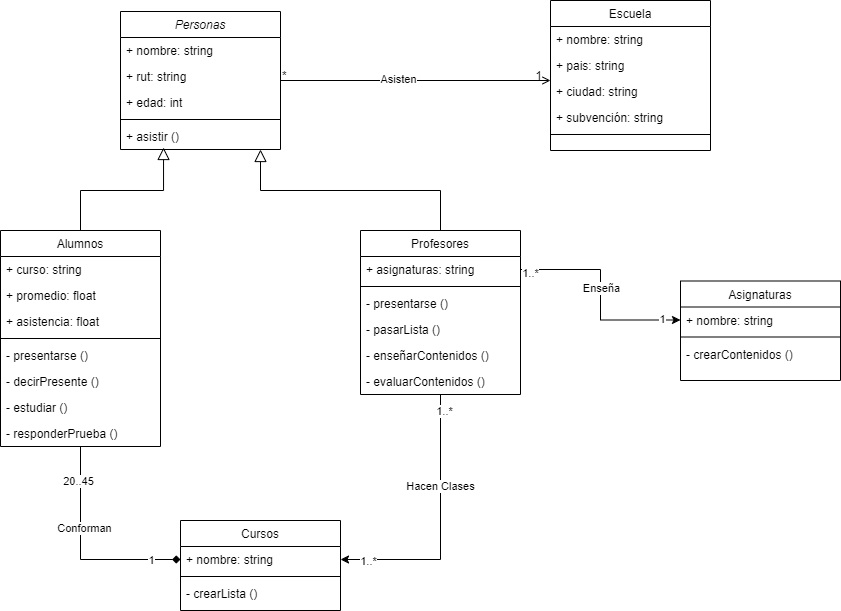 Personas
+ nombre: string
+ rut: string
+ edad: int
+ asistir ()
*
Asisten
1
Escuela
+ nombre: string
+ pais: string
+ ciudad: string
+ subvención: string
Alumnos
+ curso: string
+ promedio: float
+ asistencia: float
- presentarse ()
- decirPresente ()
- estudiar ()
- responderPrueba ()
Profesores
+ asignaturas: string
- presentarse ()
- pasarLista ()
- enseñarContenidos ()
- evaluarContenidos ()
1..*
Enseña
1
Asignaturas
+ nombre: string
- crearContenidos ()
1..*
Hacen Clases
1..*
20..45
Conforman
1
Cursos
+ nombre: string
- crearLista ()